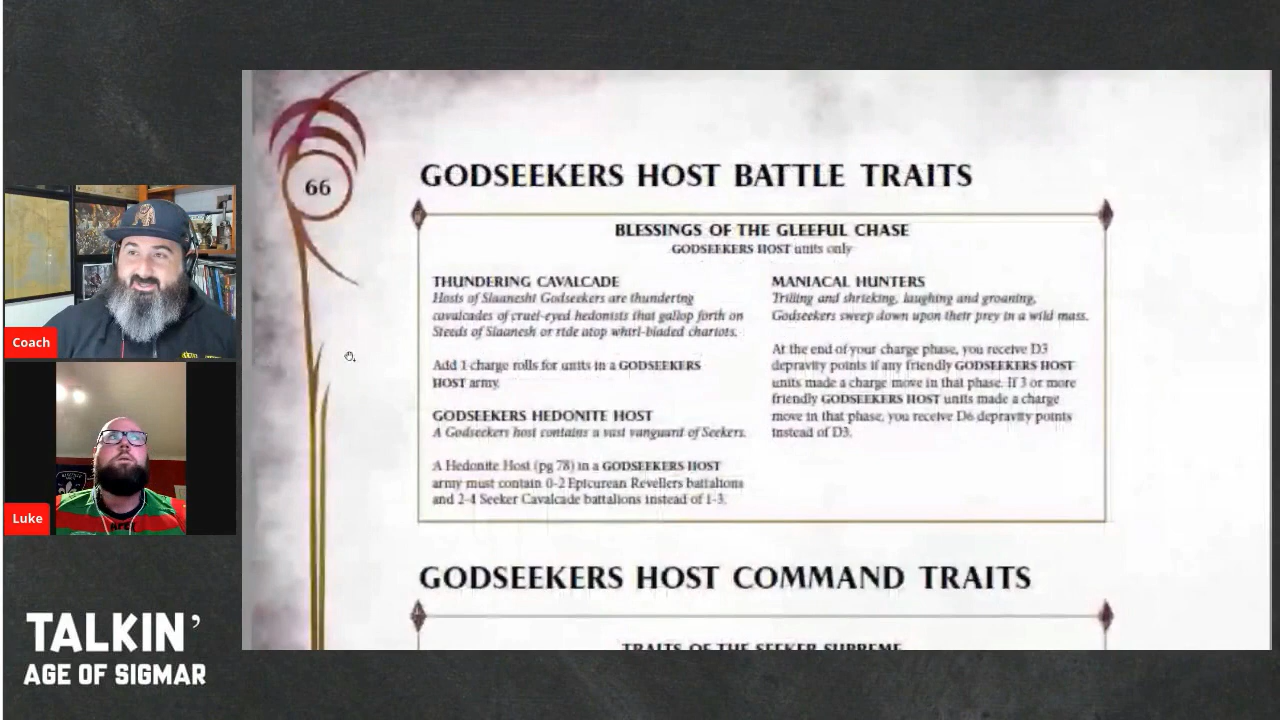 66
GODSEEKERS HOST BATTLE TRAITS
BLESSINGS OF THE GLEEFUL CHASE
GODSEEKERS HOST units only
THUNDERING CAVALCADE
Hosts of Slaaneshi Godseekers are thundering
cavalcades of cruel-eyed hedonists that gallop forth on
Steeds of Slaanesh or ride atop whirl-bladed chariots.
Add 1 charge rolls for units in a GODSEEKERS
HOST army.
GODSEEKERS HEDONITE HOST
A Godseekers host contains a vast vanguard of Seekers.
A Hedonite Host (pg 78) in a GODSEEKERS HOST
army must contain 0-2 Epicurean Revellers battalions
and 2-4 Seeker Cavalcade battalions instead of 1-3.
MANIACAL HUNTERS
Trilling and shrieking, laughing and groaning,
Godseekers sweep down upon their prey in a wild mass.
At the end of your charge phase, you receive D3
depravity points if any friendly GODSEEKERS HOST
units made a charge move in that phase. If 3 or more
friendly GODSEEKERS HOST units made a charge
move in that phase, you receive D6 depravity points
instead of D3.
GODSEEKERS HOST COMMAND TRAITS
TRAITS OF THE SEEKER SUPREME
Coach
Luke
TALKIN'
AGE OF SIGMAR